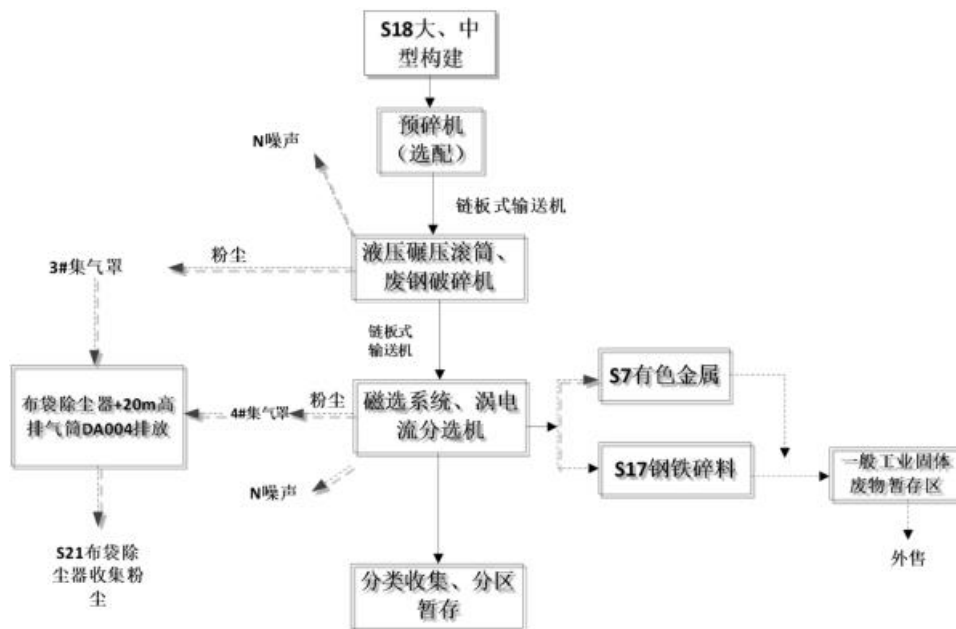 S18大、中
型构建
预碎机
（选配）
N噪声
链板式输送机
液压碾压滚筒、
废钢破碎机
粉尘
3#集气罩
链板式
输送机
S7有色金属
磁选系统、涡电
流分选机
粉尘
4#集气罩
布袋除尘器+20m高
排气筒DA004排放
S17钢铁碎料
一般工业固体
废物暂存区
N噪声
外售
S21布袋除
尘器收集粉
尘
分类收集、分区
暂存